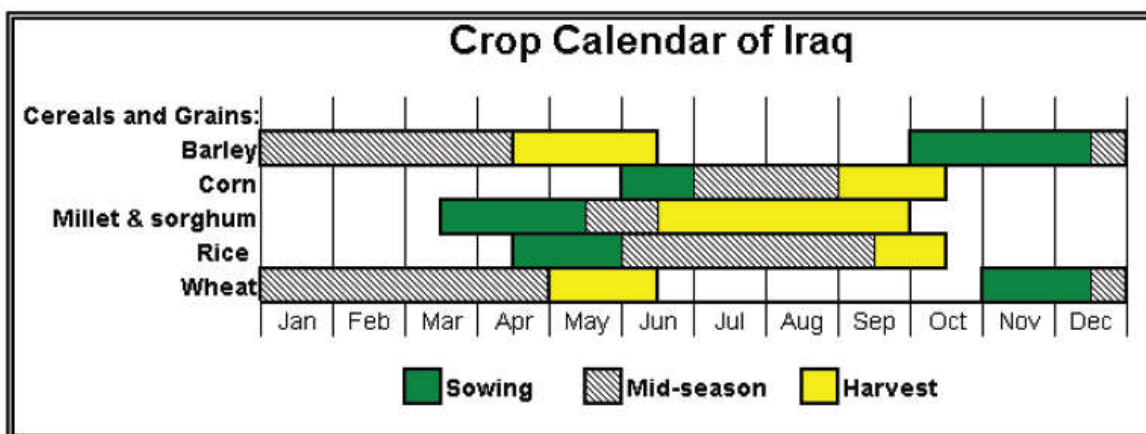 Crop Calendar of Iraq
Cereals and Grains:
Barley
Corn
Millet & sorghum
Rice
Wheat
Jan Feb Mar Apr May Jun Jul Aug Sep Oct Nov Dec
Sowing Mid-season Harvest